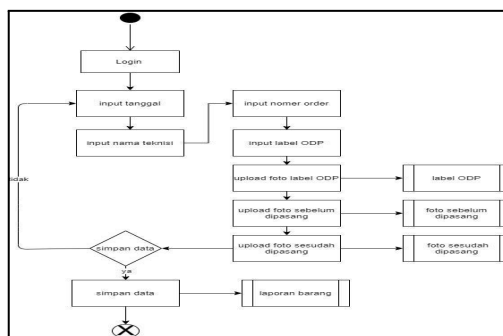 Login
input tanggal
input nama teknisi
input nomer order
input label ODP
upload foto label ODP
label ODP
upload foto sebelum
dipasang
foto sebelum
dipasang
upload foto sesudah
dipasang
foto sesudah
dipasang
simpan data
tidak
ya
simpan data
laporan barang